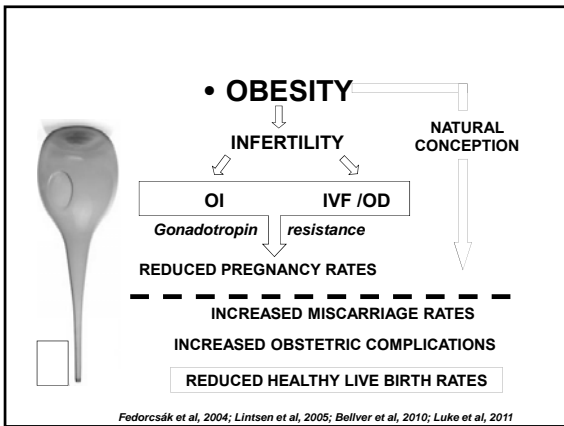 • OBESITY
INFERTILITY
NATURAL
CONCEPTION
OI IVF /OD
Gonadotropin resistance
REDUCED PREGNANCY RATES
INCREASED MISCARRIAGE RATES
INCREASED OBSTETRIC COMPLICATIONS
REDUCED HEALTHY LIVE BIRTH RATES
Fedorcsák et al, 2004; Lintsen et al, 2005; Bellver et al, 2010; Luke et al, 2011